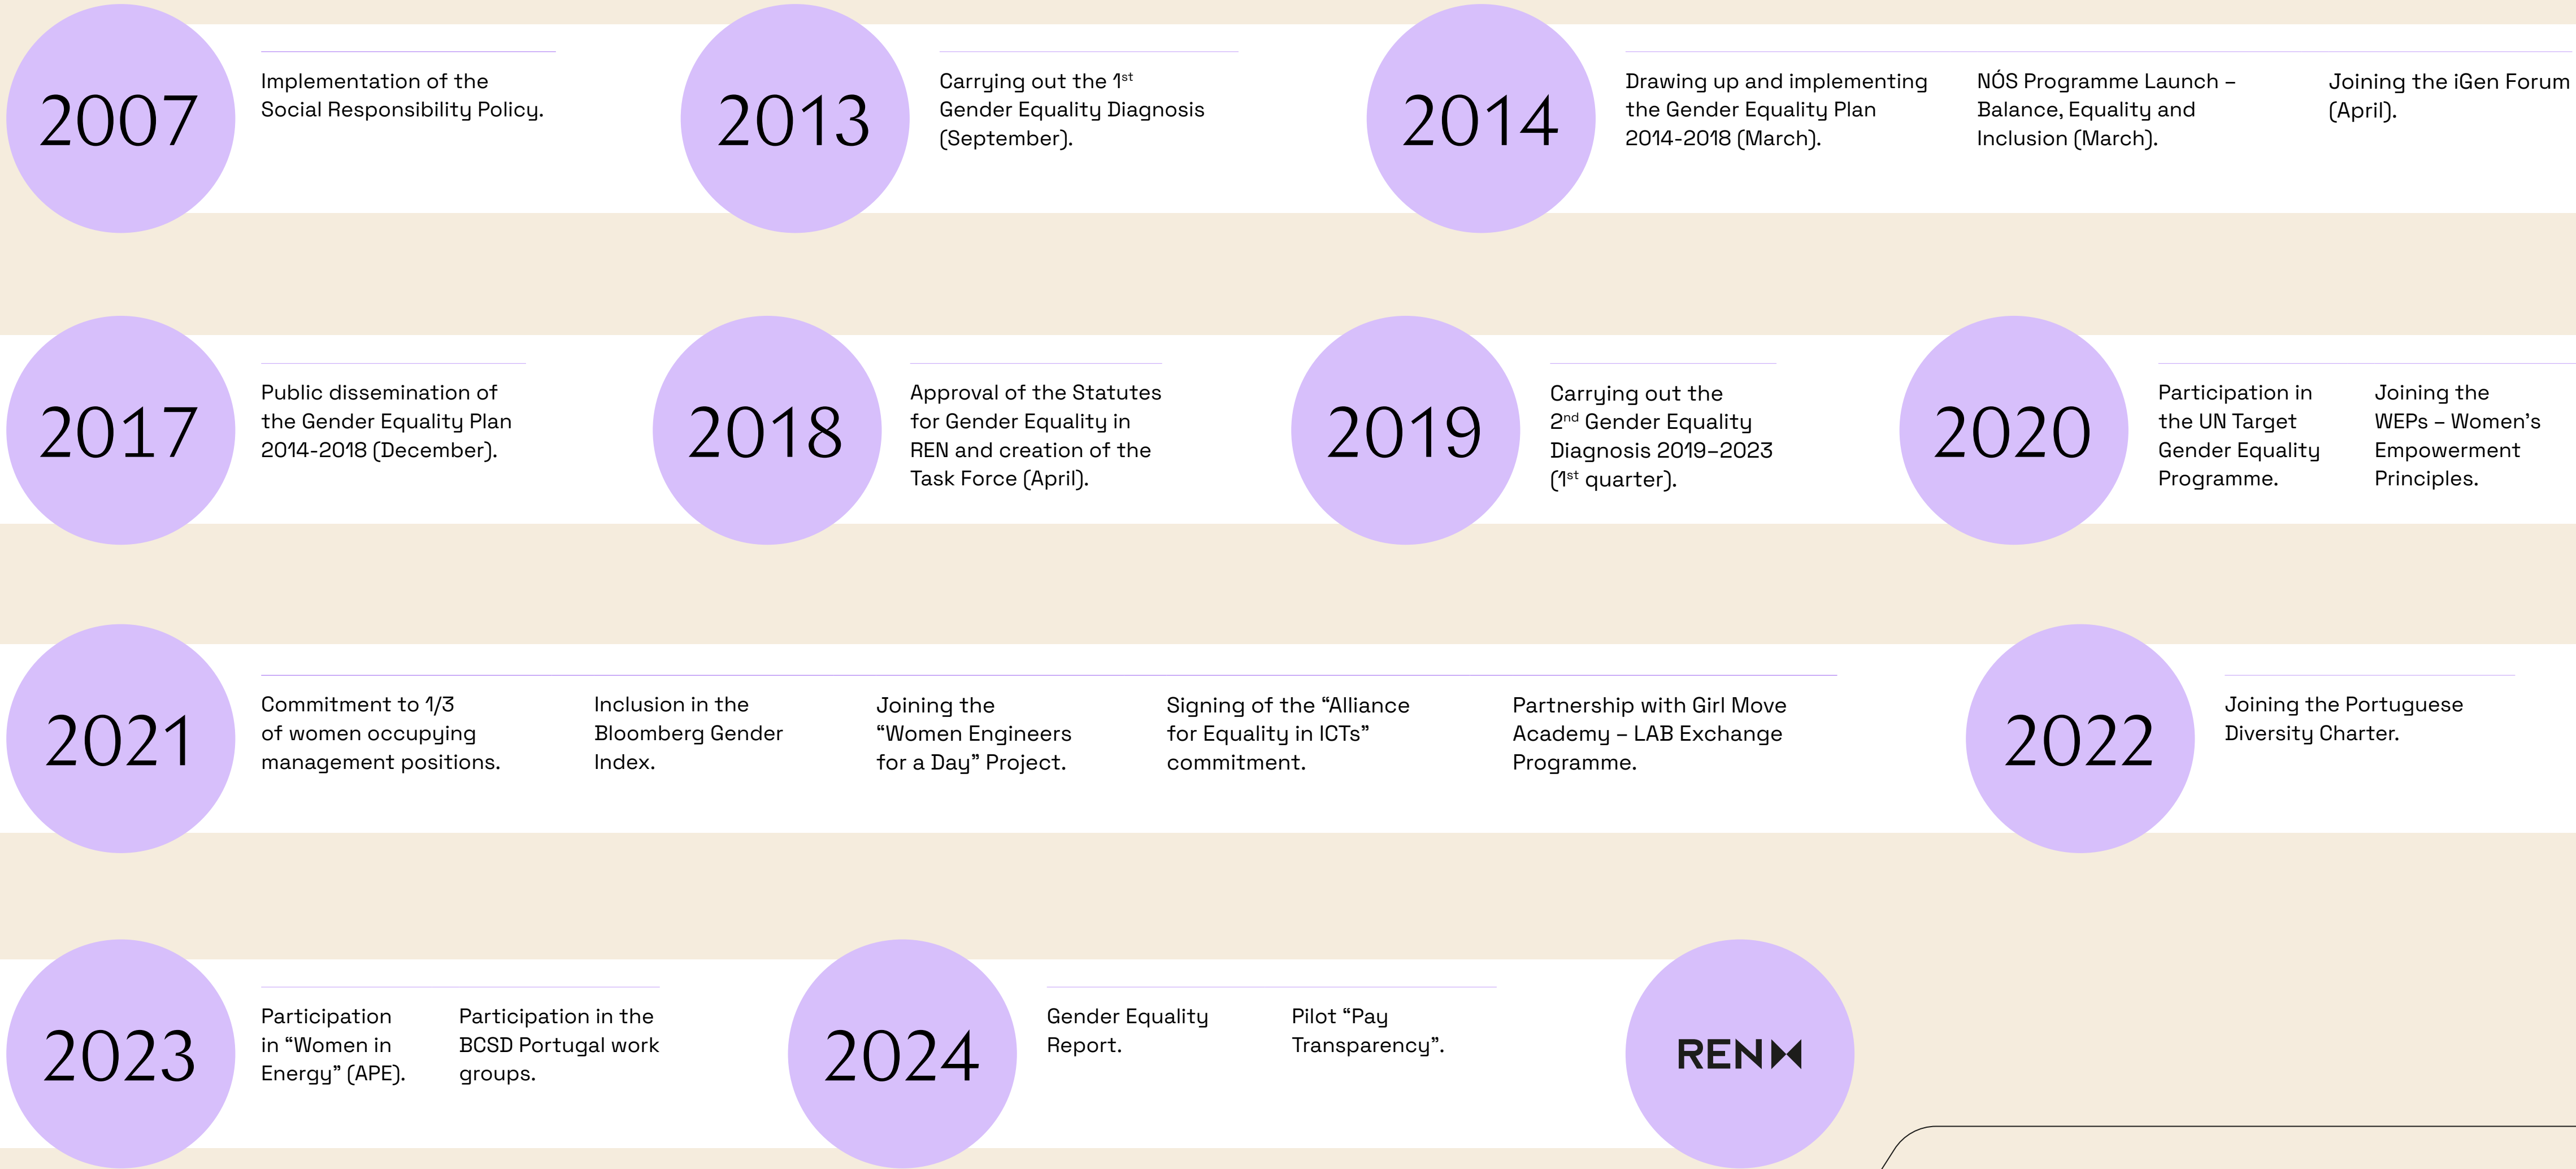 2007
Implementation of the
Social Responsibility Policy.
2013
Carrying out the 1st
Gender Equality Diagnosis
(September).
2014
Drawing up and implementing
the Gender Equality Plan
2014-2018 (March).
NÓS Programme Launch –
Balance, Equality and
Inclusion (March).
Joining the iGen Forum
(April).
2017
Public dissemination of
the Gender Equality Plan
2014-2018 (December).
2018
Approval of the Statutes
for Gender Equality in
REN and creation of the
Task Force (April).
2019
Carrying out the
2nd Gender Equality
Diagnosis 2019–2023
(1st quarter).
2020
Participation in
the UN Target
Gender Equality
Programme.
Joining the
WEPs – Women’s
Empowerment
Principles.
2021
Commitment to 1/3
of women occupying
management positions.
Inclusion in the
Bloomberg Gender
Index.
Joining the
“Women Engineers
for a Day” Project.
Signing of the “Alliance
for Equality in ICTs”
commitment.
Partnership with Girl Move
Academy – LAB Exchange
Programme.
2022
Joining the Portuguese
Diversity Charter.
2023
Participation
in “Women in
Energy” (APE).
Participation in the
BCSD Portugal work
groups.
2024
Gender Equality
Report.
Pilot “Pay
Transparency”.
REN